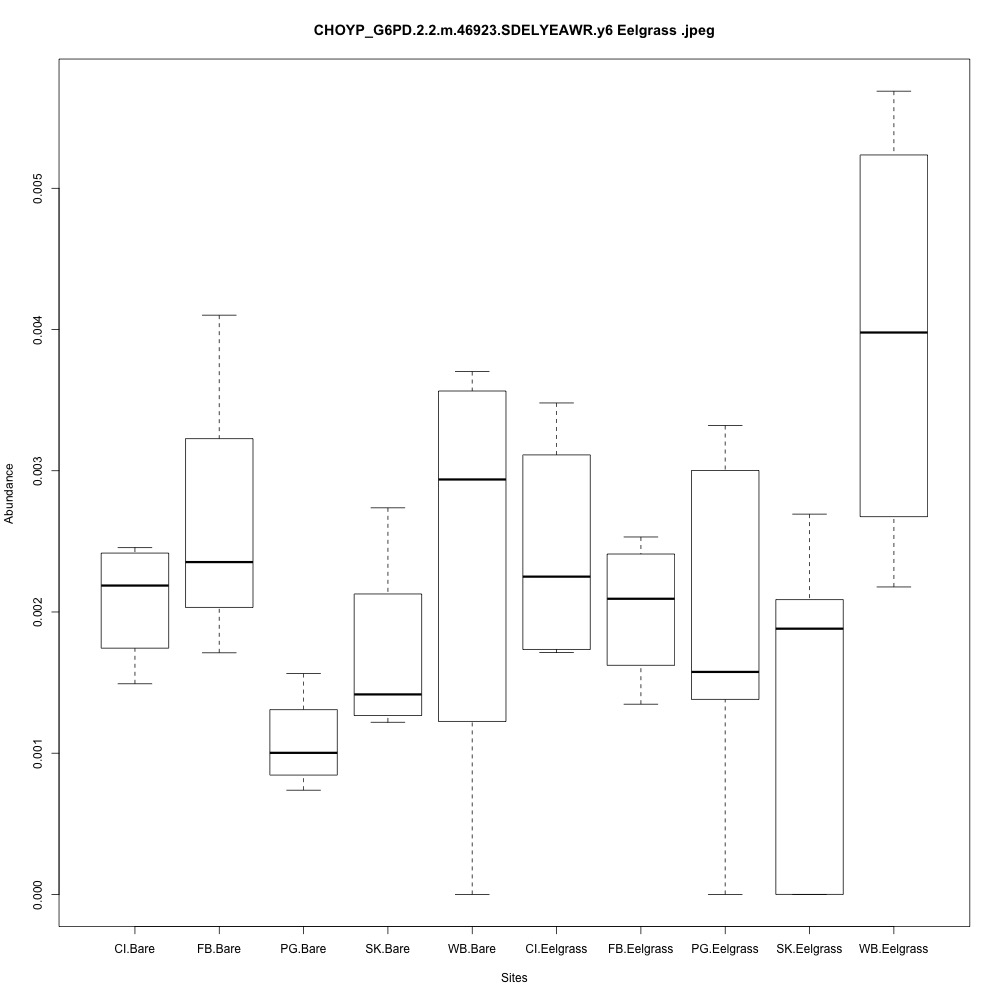 CHOYP_G6PD.2.2.m.46923.SDELYEAWR.y6 Eelgrass .jpeg
Abundance
0.005
0.004
0.003
0.002
0.001
0.000
CI.Bare FB.Bare PG.Bare SK.Bare WB.Bare CI.Eelgrass FB.Eelgrass PG.Eelgrass SK.Eelgrass WB.Eelgrass
Sites